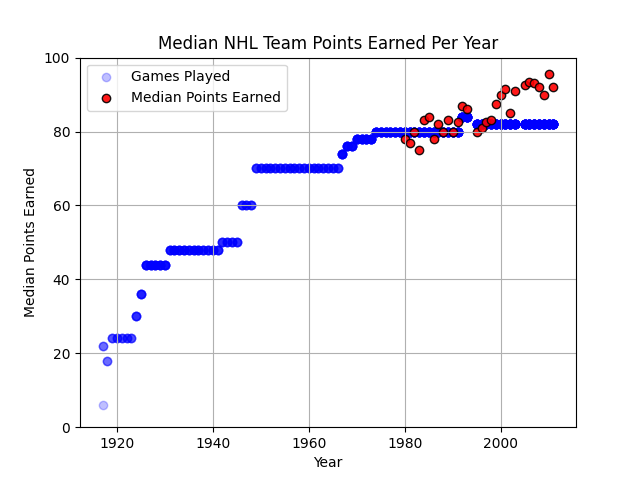 Median NHL Team Points Earned Per Year
Games Played
Median Points Earned
100
80
60
40
20
0
Median Points Earned
1920 1940 1960 1980 2000
Year